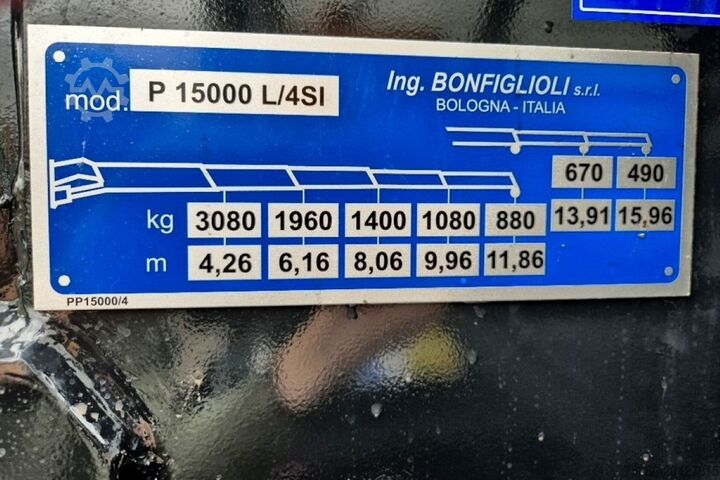 mod. P 15000 L/4SI
Ing. BONFIGLIOLI s.r.l.
BOLOGNA - ITALIA
670 490
13,91 15,96
kg 3080 1960 1400 1080 880
m 4,26 6,16 8,06 9,96 11,86
PP15000/4